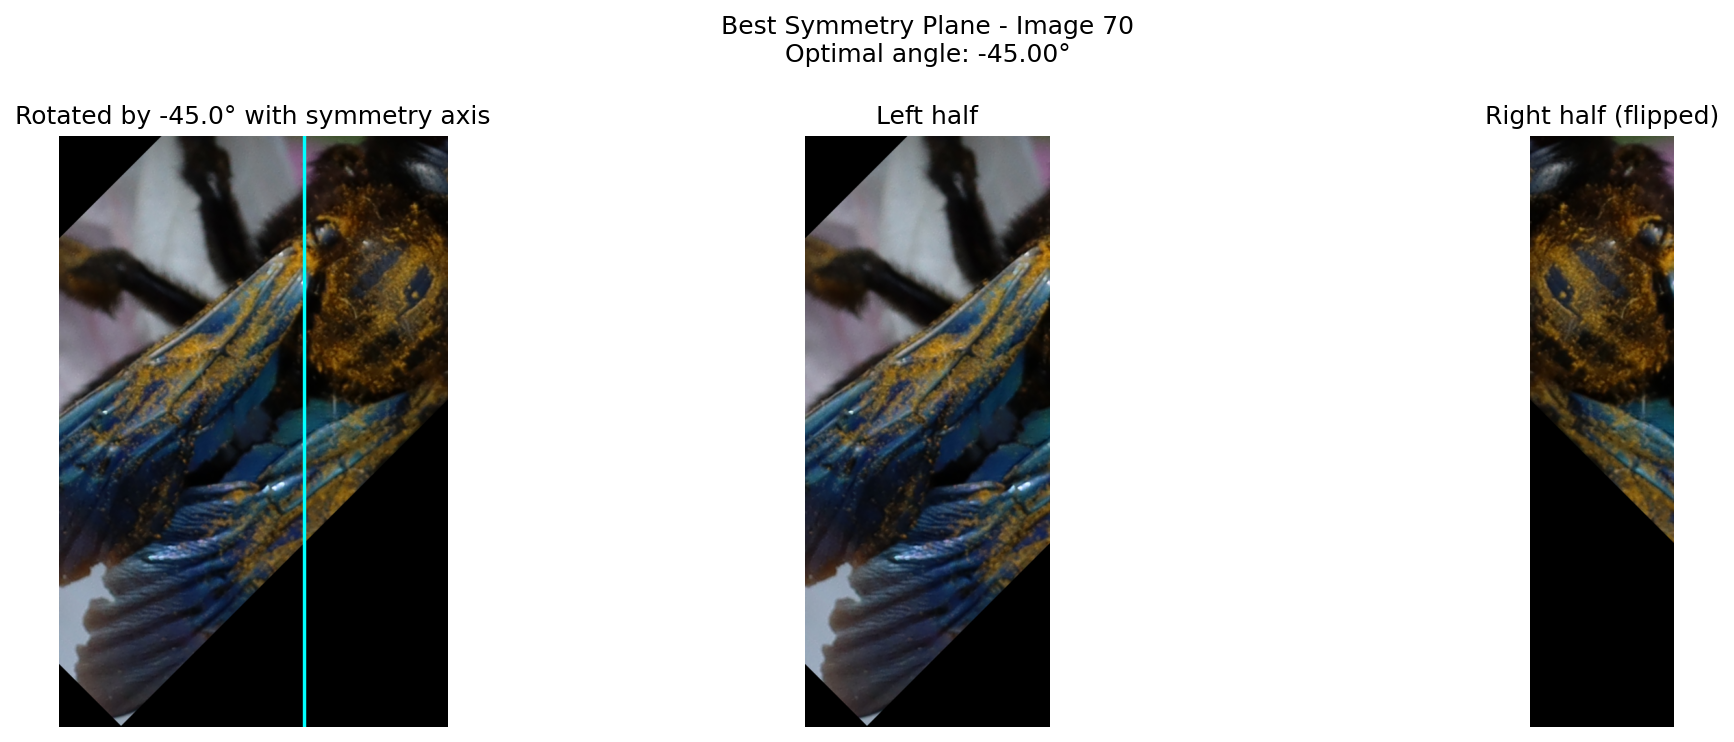 Best Symmetry Plane - Image 70
Optimal angle: -45.00°
Rotated by -45.0° with symmetry axis
Left half
Right half (flipped)